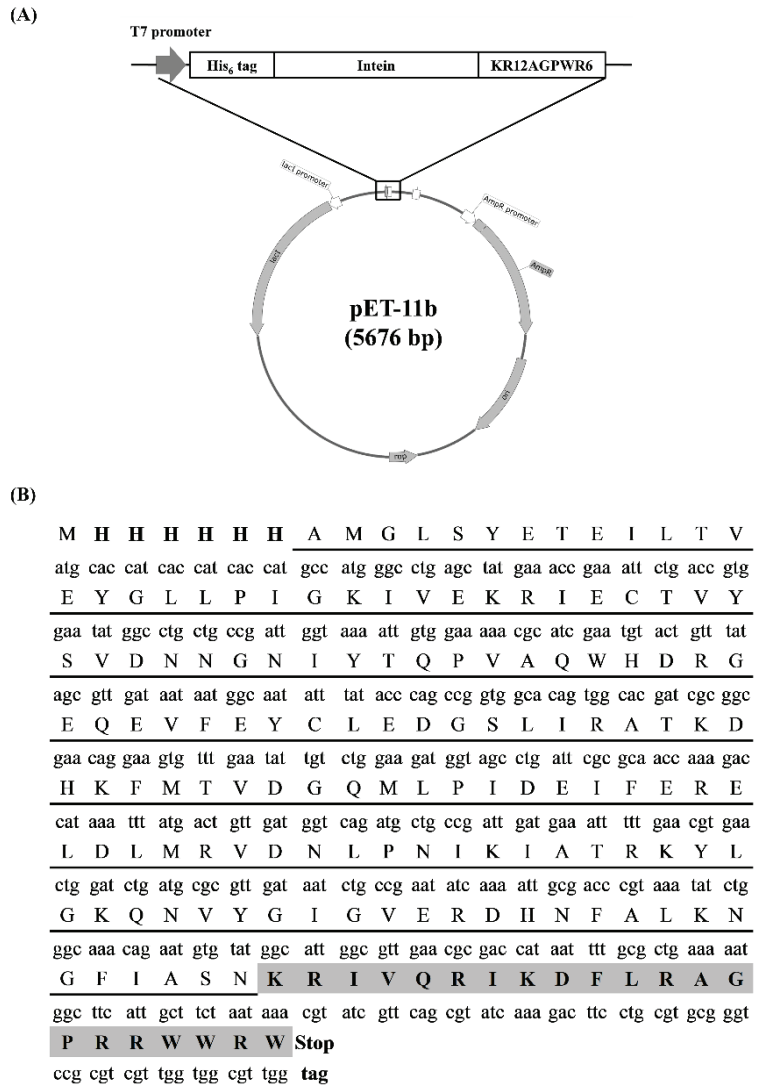 (A)
T7 promoter
His6 tag Intein KR12AGPWR6
lacI promoter
AmpR promoter
lacI
AmpR
pET-11b
(5676 bp)
ori
rop
(B)
M H H H H H H A M G L S Y E T E I L T V
atg cac cat cac cat cac cat gcc atg ggc ctg agc tat gaa acc gaa att ctg acc gtg
E Y G L L P I G K I V E K R I E C T V Y
gaa tat ggc ctg ctg ccg att ggt aaa att gtg gaa aaa cgc atc gaa tgt act gtt tat
S V D N N G N I Y T Q P V A Q W H D R G
agc gtt gat aat aat ggc aat att tat acc cag ccg gtg gca cag tgg cac gat cgc ggc
E Q E V F E Y C L E D G S L I R A T K D
gaa cag gaa gtg ttt gaa tat tgt ctg gaa gat ggt agc ctg att cgc gca acc aaa gac
H K F M T V D G Q M L P I D E I F E R E
cat aaa ttt atg act gtt gat ggt cag atg ctg ccg att gat gaa att ttt gaa cgt gaa
L D L M R V D N L P N I K I A T R K Y L
ctg gat ctg atg cgc gtt gat aat ctg ccg aat atc aaa att gcg acc cgt aaa tat ctg
G K Q N V Y G I G V E R D H N F A L K N
ggc aaa cag aat gtg tat ggc att ggc gtt gaa cgc gac cat aat ttt gcg ctg aaa aat
G F I A S N K R I V Q R I K D F L R A G
ggc ttc att gct tct aat aaa cgt atc gtt cag cgt atc aaa gac ttc ctg cgt gcg ggt
P R R W W R W Stop
ccg cgt cgt tgg tgg cgt tgg tag